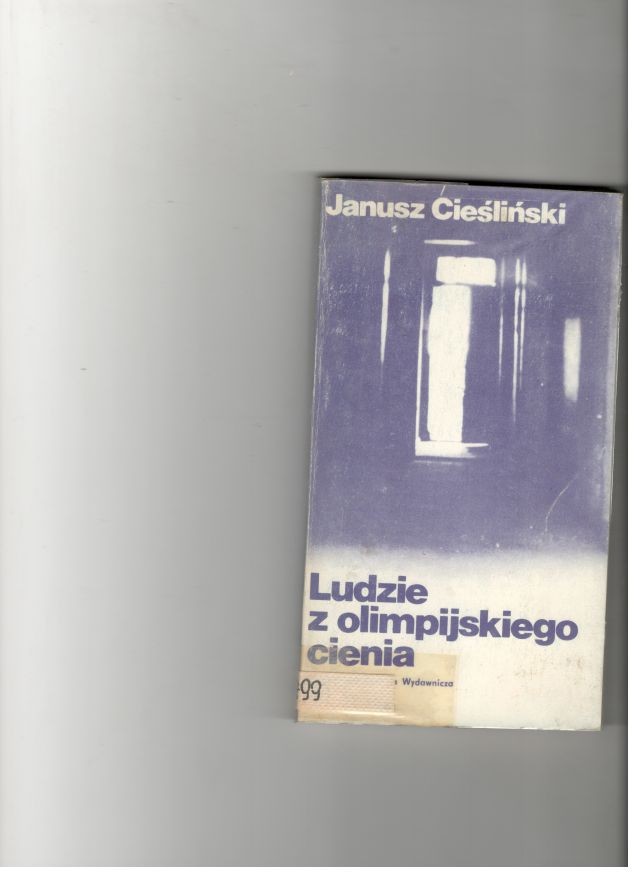 Janusz Cieśliński
Ludzie
z olimpijskiego
cienia
Wydawnicza
99